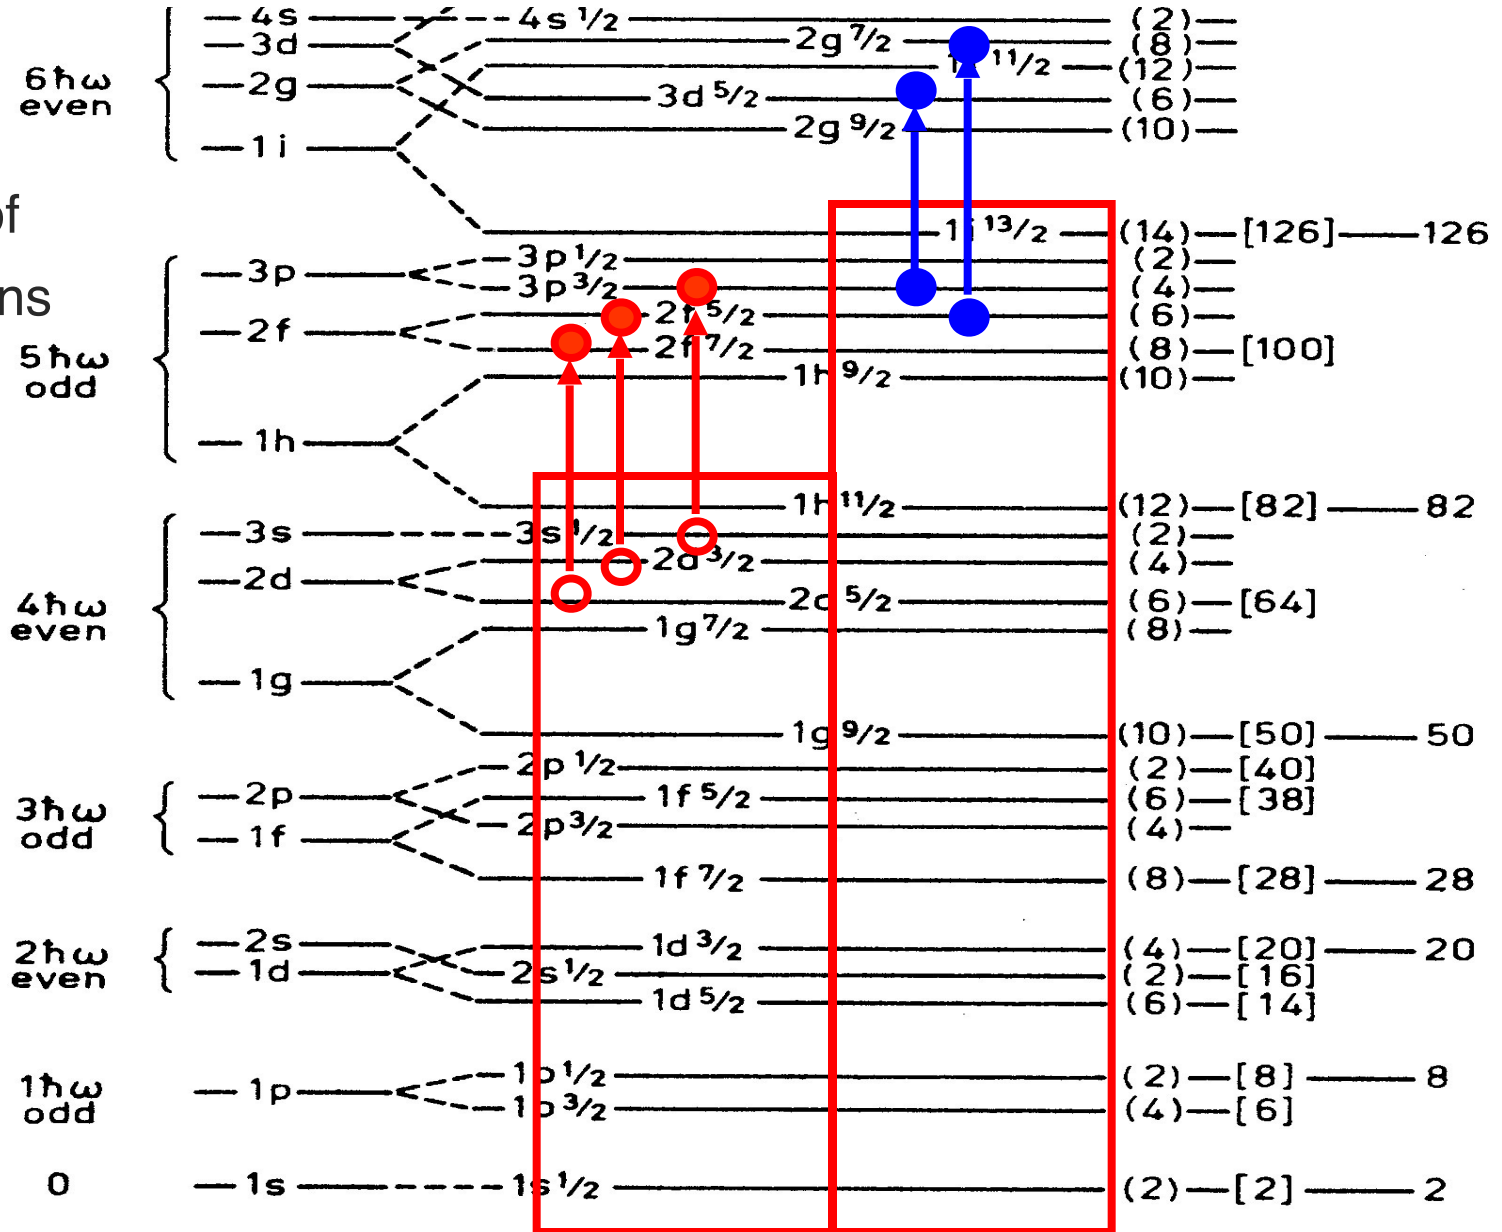 4s 4s 1/2 (2)
3d 2g 7/2 (8)
6ħω 11/2 (12)
even 2g 3d 5/2 (6)
2g 9/2 (10)
1i
of
1i 13/2 (14) [126] 126
3p 3p 1/2 (2)
ns 3p 3/2 (4)
2f 2f 5/2 (6)
5ħω 2f 7/2 (8) [100]
odd 1h 9/2 (10)
1h
1h 11/2 (12) [82] 82
3s 3s 1/2 (2)
2d 2d 3/2 (4)
4ħω 2d 5/2 (6) [64]
even 1g 7/2 (8)
1g
1g 9/2 (10) [50] 50
2p 1/2 (2) [40]
3ħω 2p 1f 5/2 (6) [38]
odd 1f 2p 3/2 (4)
1f 7/2 (8) [28] 28
2ħω 2s 1d 3/2 (4) [20] 20
even 1d 2s 1/2 (2) [16]
1d 5/2 (6) [14]
1ħω 1p 1p 1/2 (2) [8] 8
odd 1p 3/2 (4) [6]
0 1s 1s 1/2 (2) [2] 2